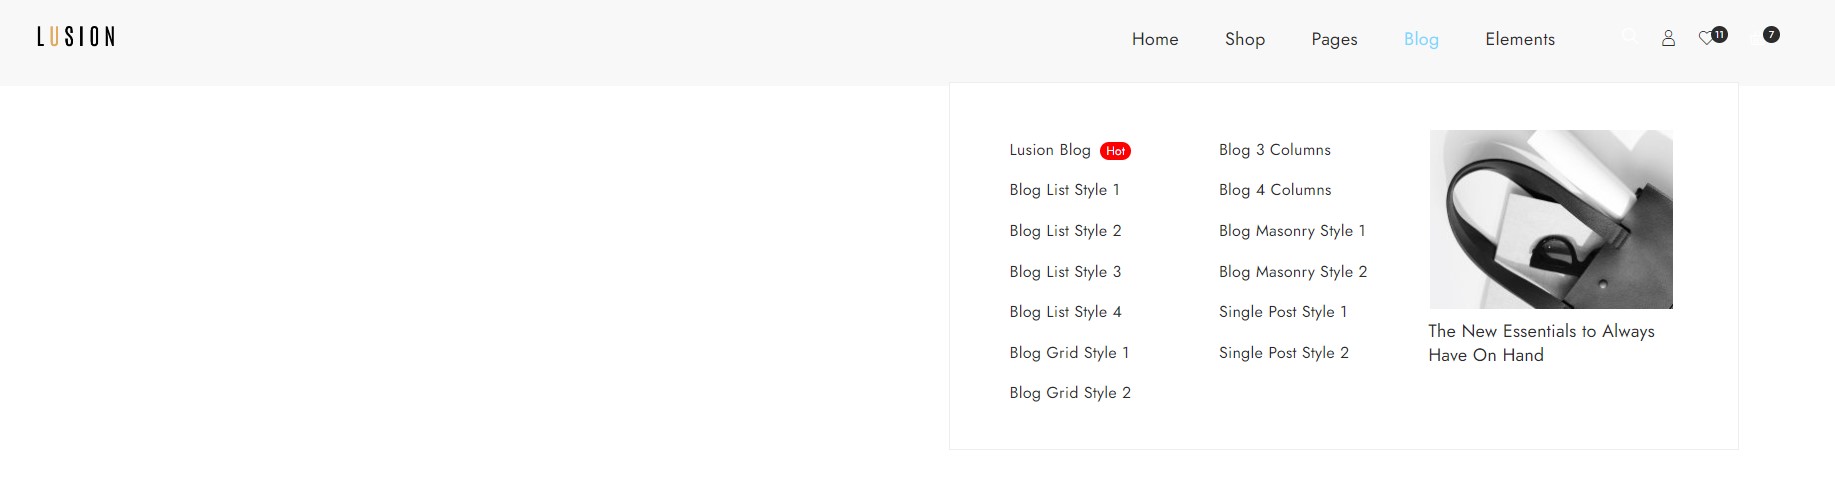 LUSION
Home Shop Pages Blog Elements 11 7
Lusion Blog Hot
Blog List Style 1
Blog List Style 2
Blog List Style 3
Blog List Style 4
Blog Grid Style 1
Blog Grid Style 2
Blog 3 Columns
Blog 4 Columns
Blog Masonry Style 1
Blog Masonry Style 2
Single Post Style 1
Single Post Style 2
The New Essentials to Always
Have On Hand